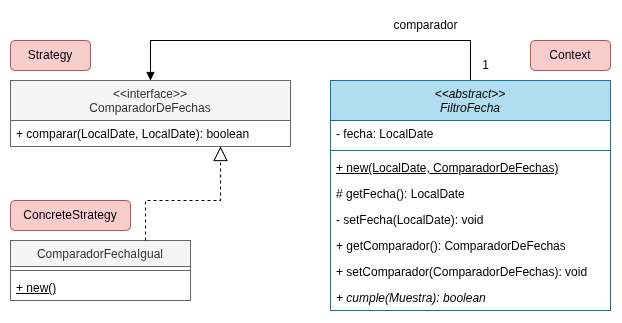 comparador
Strategy
Context
1
<<interface>>
ComparadorDeFechas
+ comparar(LocalDate, LocalDate): boolean
<<abstract>>
FiltroFecha
- fecha: LocalDate
+ new(LocalDate, ComparadorDeFechas)
# getFecha(): LocalDate
- setFecha(LocalDate): void
+ getComparador(): ComparadorDeFechas
+ setComparador(ComparadorDeFechas): void
+ cumple(Muestra): boolean
ConcreteStrategy
ComparadorFechaIgual
+ new()